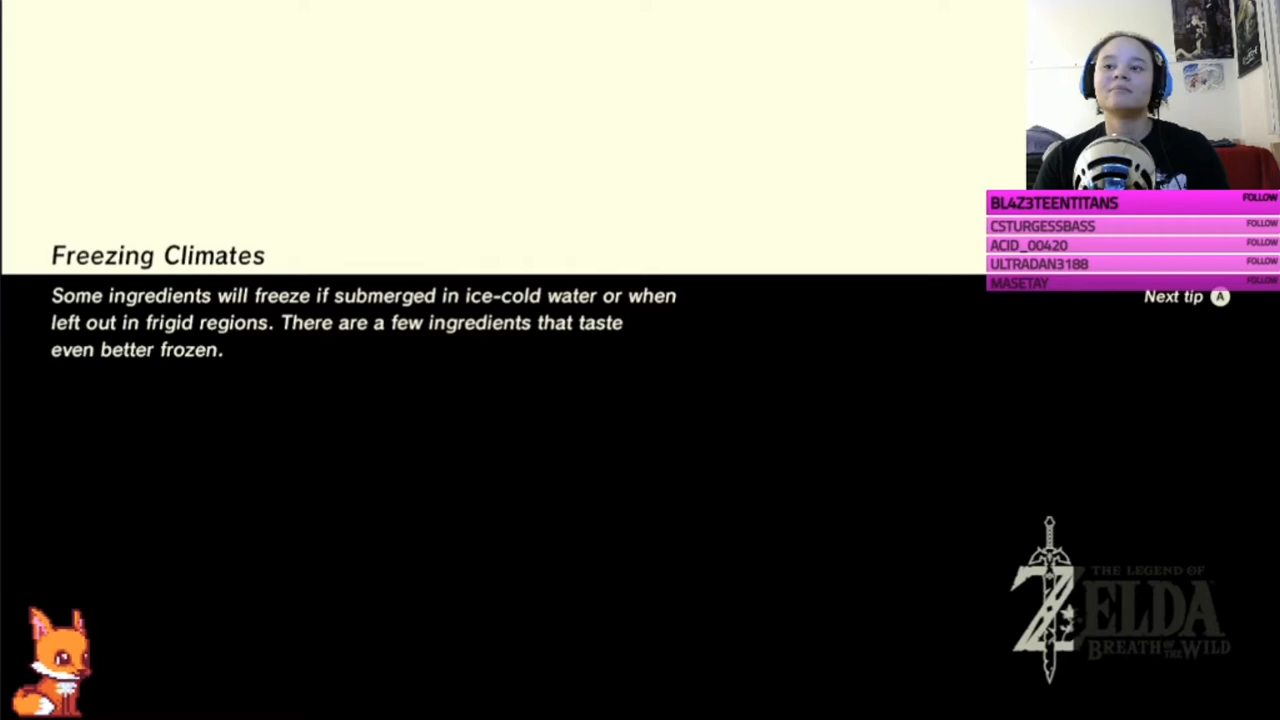 BL4Z3TEENTITANS FOLLOW
CSTURGESSBASS FOLLOW
ACID_00420 FOLLOW
ULTRADAN3188 FOLLOW
MASETAY FOLLOW
Freezing Climates
Some ingredients will freeze if submerged in ice-cold water or when
left out in frigid regions. There are a few ingredients that taste
even better frozen.
Next tip A
THE LEGEND OF
ZELDA
BREATH OF THE WILD